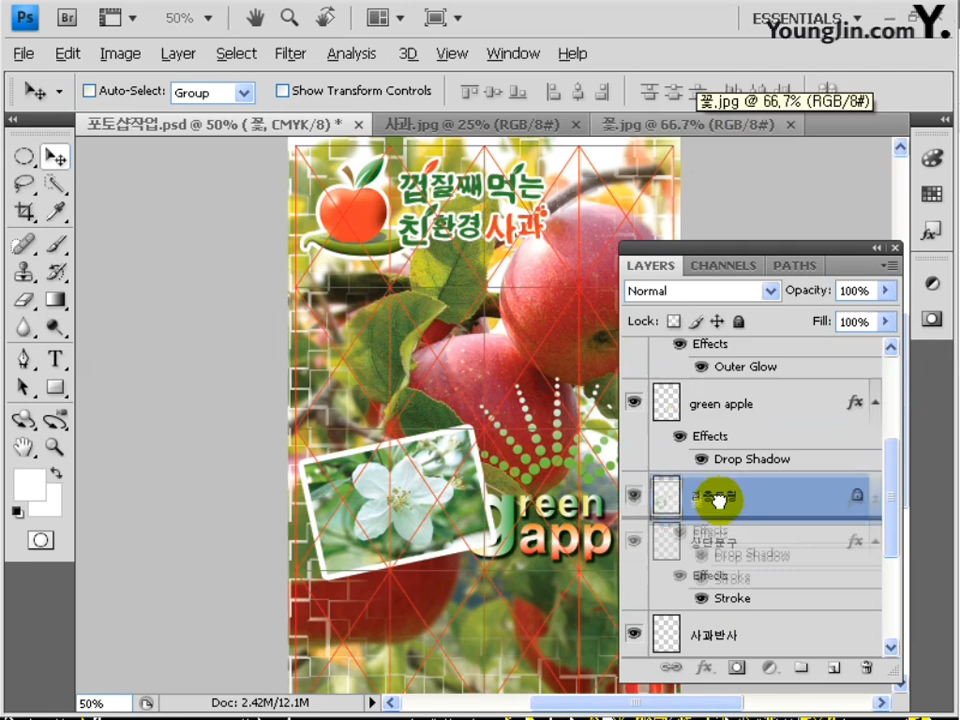 Ps
Br
50%
ESSENTIALS
YoungJin.com Y.
File Edit Image Layer Select Filter Analysis 3D View Window Help
Auto-Select: Group Show Transform Controls
꽃.jpg @ 66.7% (RGB/8#)
포토샵작업.psd @ 50% ( 꽃, CMYK/8) * × 사과.jpg @ 25% (RGB/8#) × 꽃.jpg @ 66.7% (RGB/8#) ×
껍질째 먹는
친환경 사과
LAYERS CHANNELS PATHS
Normal Opacity: 100%
Lock: Fill: 100%
Effects
Outer Glow
green apple fx
Effects
Drop Shadow
상단문구 fx
Effects
Drop Shadow
Effects
Stroke
Stroke
사과반사
green
app
T
fx
50% Doc: 2.42M/12.1M